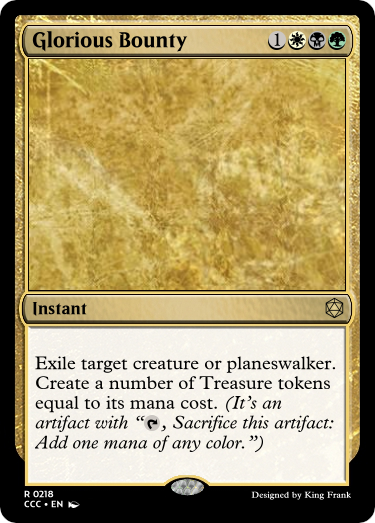 Glorious Bounty 1
Instant
Exile target creature or planeswalker.
Create a number of Treasure tokens
equal to its mana cost. (It's an
artifact with “, Sacrifice this artifact:
Add one mana of any color.”)
R 0218
CCC • EN
Designed by King Frank